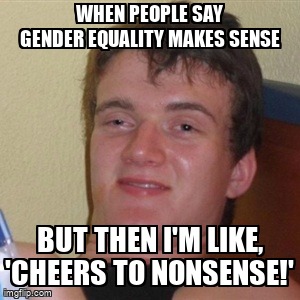 WHEN PEOPLE SAY
GENDER EQUALITY MAKES SENSE
BUT THEN I'M LIKE,
'CHEERS TO NONSENSE!'
imgflip.com